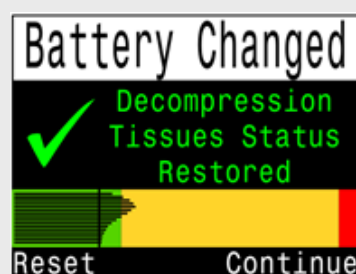 Battery Changed
Decompression
Tissues Status
Restored
Reset Continue